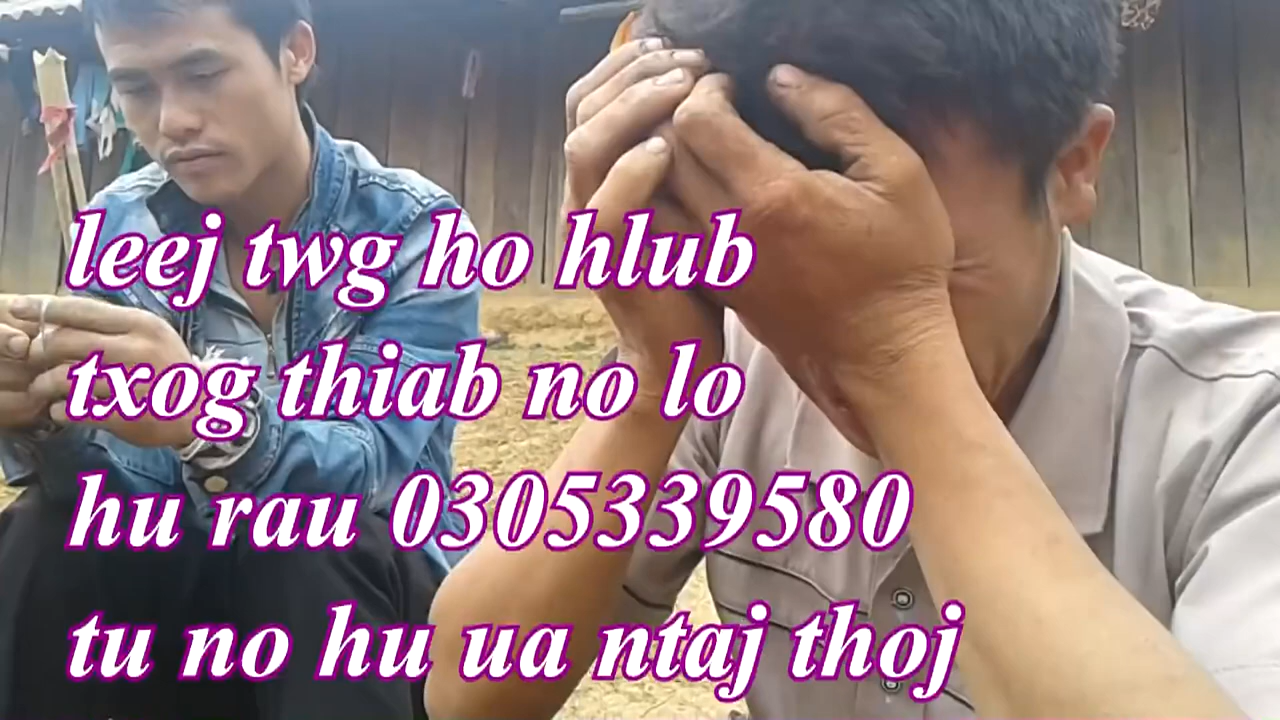 leej twg ho hlub
txog thiab no lo
hu rau 0305339580
tu no hu ua ntaj thoj